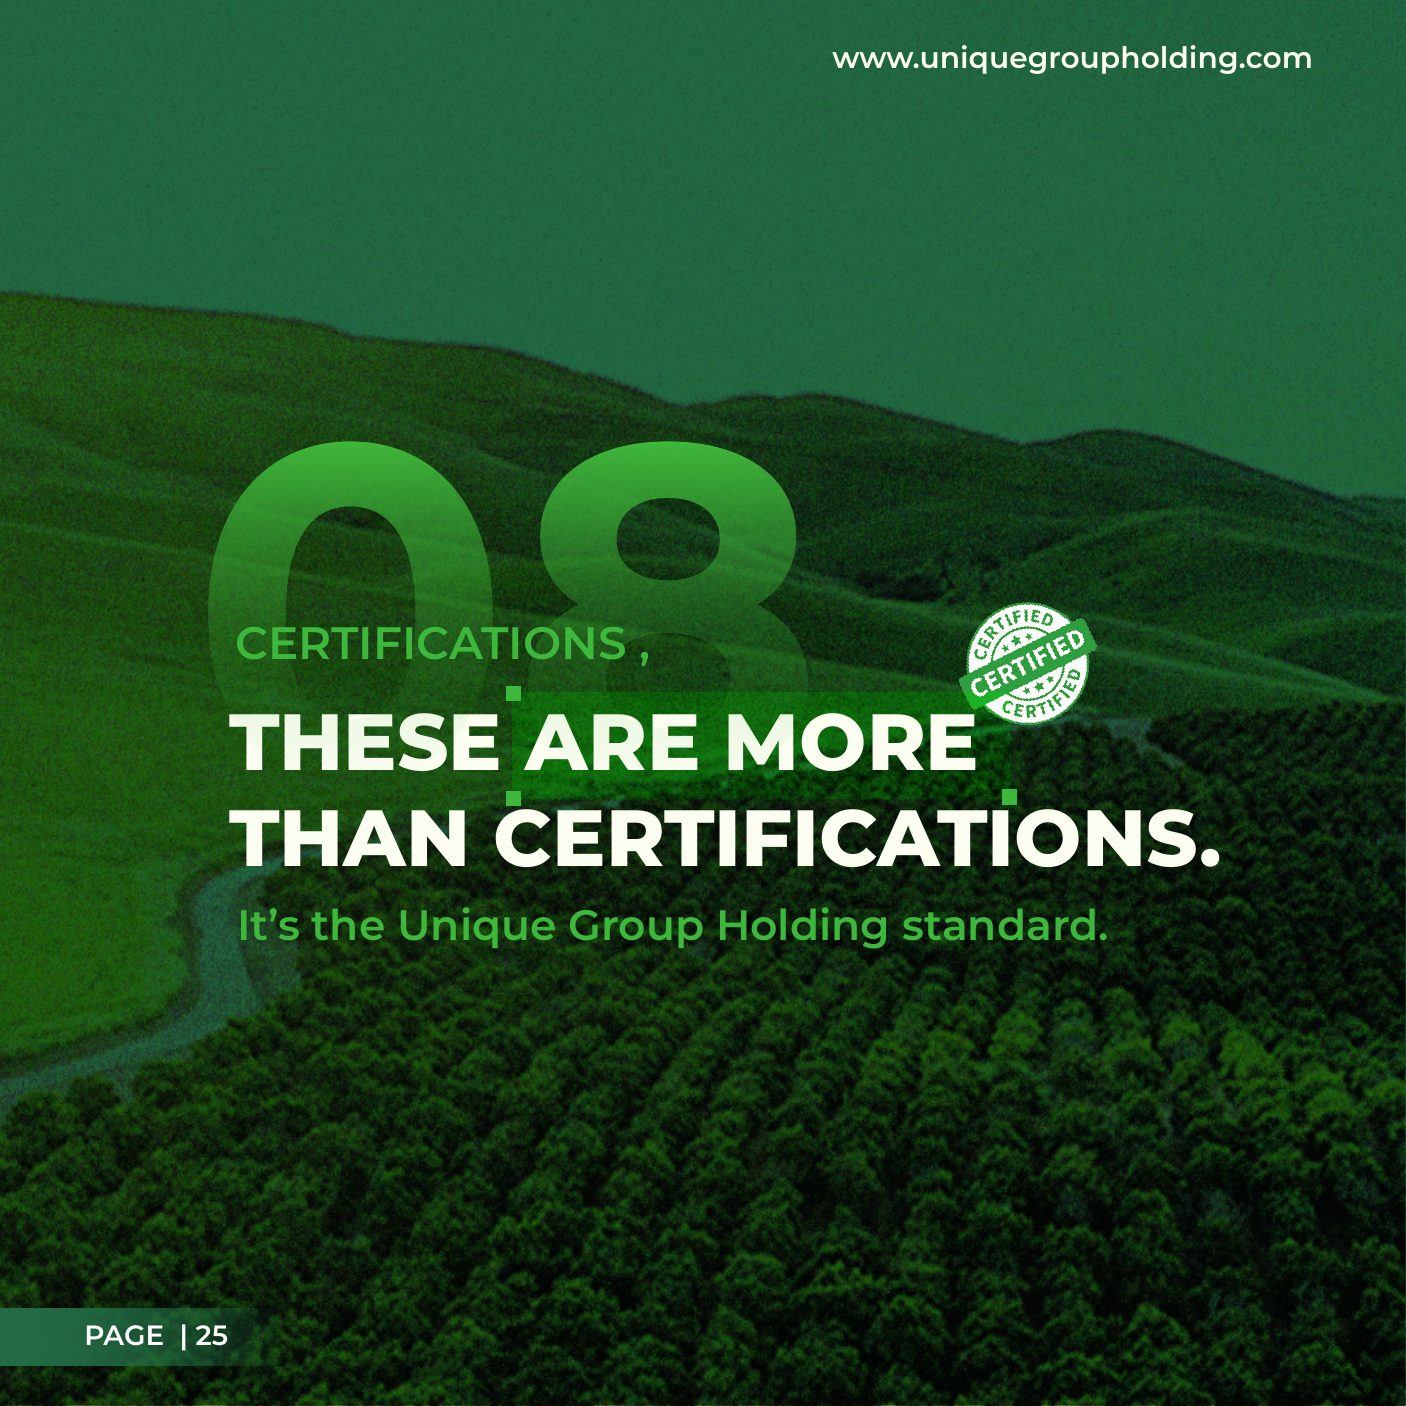 www.uniquegroupholding.com
08
CERTIFICATIONS ,
CERTIFIED
CERTIFIED
CERTIFIED
THESE ARE MORE
THAN CERTIFICATIONS.
It’s the Unique Group Holding standard.
PAGE | 25